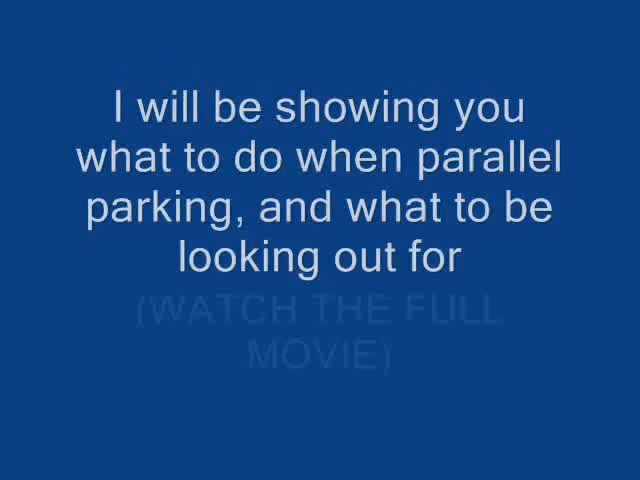 I will be showing you
what to do when parallel
parking, and what to be
looking out for
(WATCH THE FULL
MOVIE)